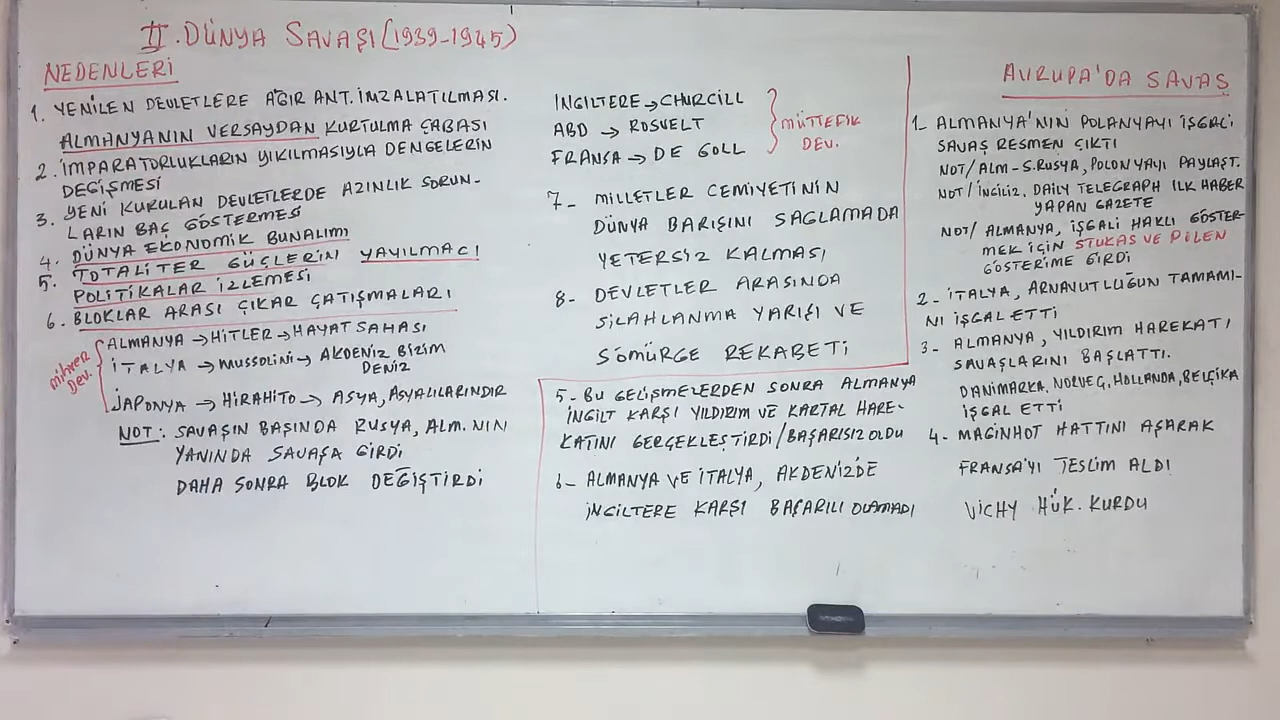 II. DÜNYA SAVAŞI (1939-1945)
NEDENLERİ
1. YENİLEN DEVLETLERE AĞIR ANT. İMZALATILMASI.
ALMANYANIN VERSAYDAN KURTULMA ÇABASI
2. İMPARATORLUKLARIN YIKILMASIYLA DENGELERİN
DEĞİŞMESİ
3. YENİ KURULAN DEVLETLERDE AZINLIK SORUN-
LARIN BAŞ GÖSTERMESİ
4. DÜNYA EKONOMİK BUNALIMI
5. TOTALİTER GÜÇLERİN YAYILMACI
POLİTİKALAR İZLEMESİ
6. BLOKLAR ARASI ÇIKAR ÇATIŞMALARI
MİHVER DEV.
ALMANYA → HİTLER → HAYAT SAHASI
İTALYA → MUSSOLİNİ → AKDENİZ BİZİM
DENİZ
JAPONYA → HİRAHİTO → ASYA, ASYALILARINDIR
NOT: SAVAŞIN BAŞINDA RUSYA, ALM. NIN
YANINDA SAVAŞA GİRDİ
DAHA SONRA BLOK DEĞİŞTİRDİ
İNGİLTERE → CHURCİLL
ABD → ROSVELT
FRANSA → DE GOLL
MÜTTEFİK
DEV.
7- MİLLETLER CEMİYETİNİN
DÜNYA BARIŞINI SAGLAMADA
YETERSİZ KALMASI
8- DEVLETLER ARASINDA
SİLAHLANMA YARIŞI VE
SÖMÜRGE REKABETİ
AVRUPA'DA SAVAŞ
1- ALMANYA'NIN POLANYAYI İŞGALİ
SAVAŞ RESMEN ÇIKTI
NOT/ ALM-S.RUSYA, POLONYAYI PAYLAŞT.
NOT/ İNGİLİZ. DAILY TELEGRAPH ILK HABER
YAPAN GAZETE
NOT/ ALMANYA, İŞGALİ HAKLI GÖSTER-
MEK İÇİN STUKAS VE PİLEN
GÖSTERİME GİRDİ
2- İTALYA, ARNAVUTLUĞUN TAMAMI-
NI İŞGAL ETTİ
3- ALMANYA, YILDIRIM HAREKATI
SAVAŞLARINI BAŞLATTI.
DANİMARKA, NORVEÇ, HOLLANDA, BELÇİKA
İŞGAL ETTİ
4- MAGİNHOT HATTINI AŞARAK
FRANSA'YI TESLİM ALDI
VICHY HÜK. KURDU
5- BU GELİŞMELERDEN SONRA ALMANYA
İNGİLT KARŞI YILDIRIM VE KARTAL HARE-
KATINI GERÇEKLEŞTİRDİ/BAŞARISIZ OLDU
6- ALMANYA VE İTALYA, AKDENİZ'DE
İNGİLTERE KARŞI BAŞARILI OLAMADI